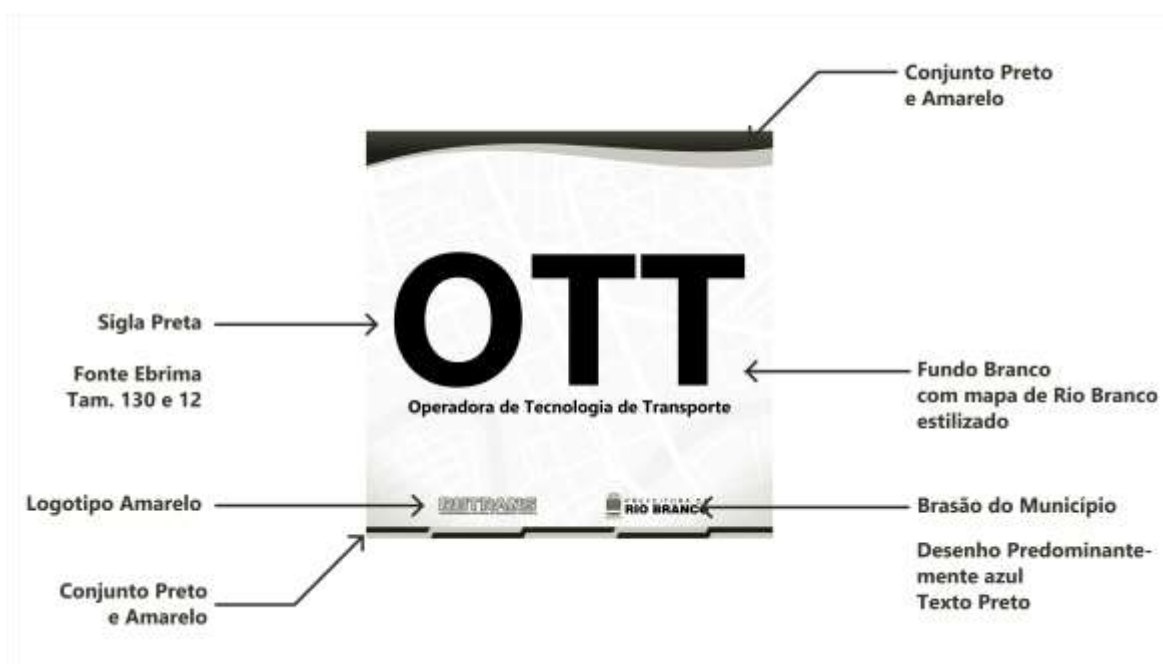 Conjunto Preto
e Amarelo
OTT
Operadora de Tecnologia de Transporte
Sigla Preta
Fonte Ebrima
Tam. 130 e 12
Fundo Branco
com mapa de Rio Branco
estilizado
Logotipo Amarelo
RBTRANS
PREFEITURA DE
RIO BRANCO
Brasão do Município
Desenho Predominante-
mente azul
Texto Preto
Conjunto Preto
e Amarelo